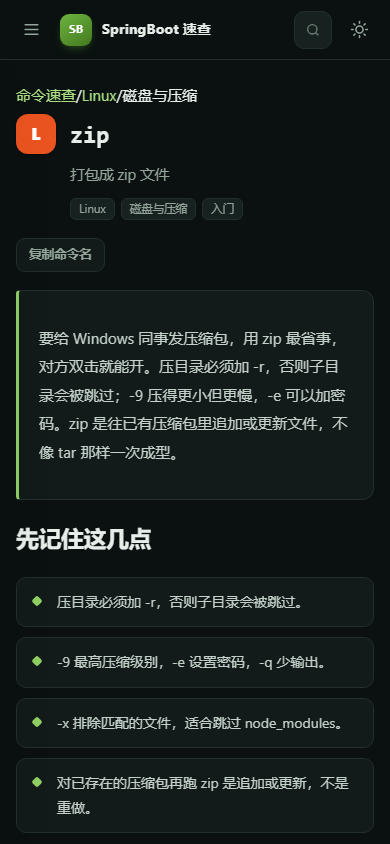 SB SpringBoot 速查
命令速查/Linux/磁盘与压缩
L zip
打包成 zip 文件
Linux 磁盘与压缩 入门
复制命令名
要给 Windows 同事发压缩包，用 zip 最省事，
对方双击就能开。压目录必须加 -r，否则子目
录会被跳过；-9 压得更小但更慢，-e 可以加密
码。zip 是往已有压缩包里追加或更新文件，不
像 tar 那样一次成型。
先记住这几点
压目录必须加 -r，否则子目录会被跳过。
-9 最高压缩级别，-e 设置密码，-q 少输出。
-x 排除匹配的文件，适合跳过 node_modules。
对已存在的压缩包再跑 zip 是追加或更新，不是
重做。